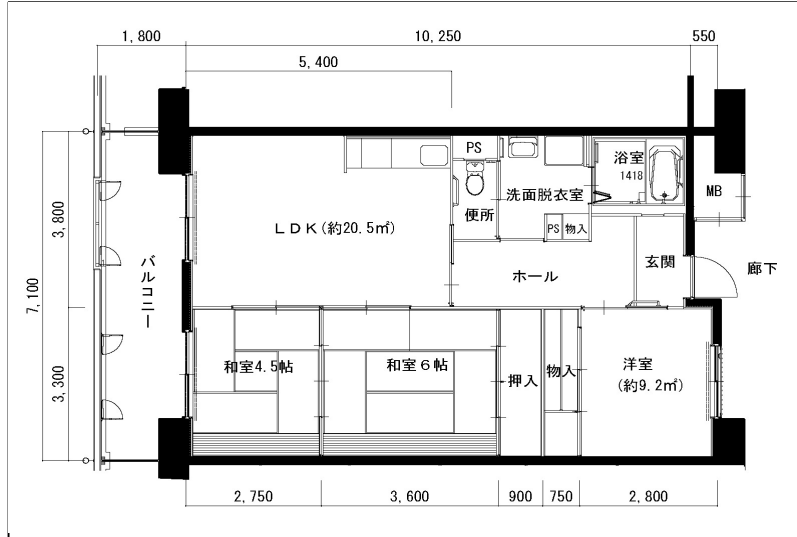 1,800
10,250
550
5,400
PS
浴室
1418
洗面脱衣室
MB
便所
3,800
LDK(約20.5㎡)
PS
物入
バルコニー
ホール
玄関
廊下
7,100
和室4.5帖
和室6帖
押入
物入
洋室
(約9.2㎡)
3,300
2,750
3,600
900
750
2,800